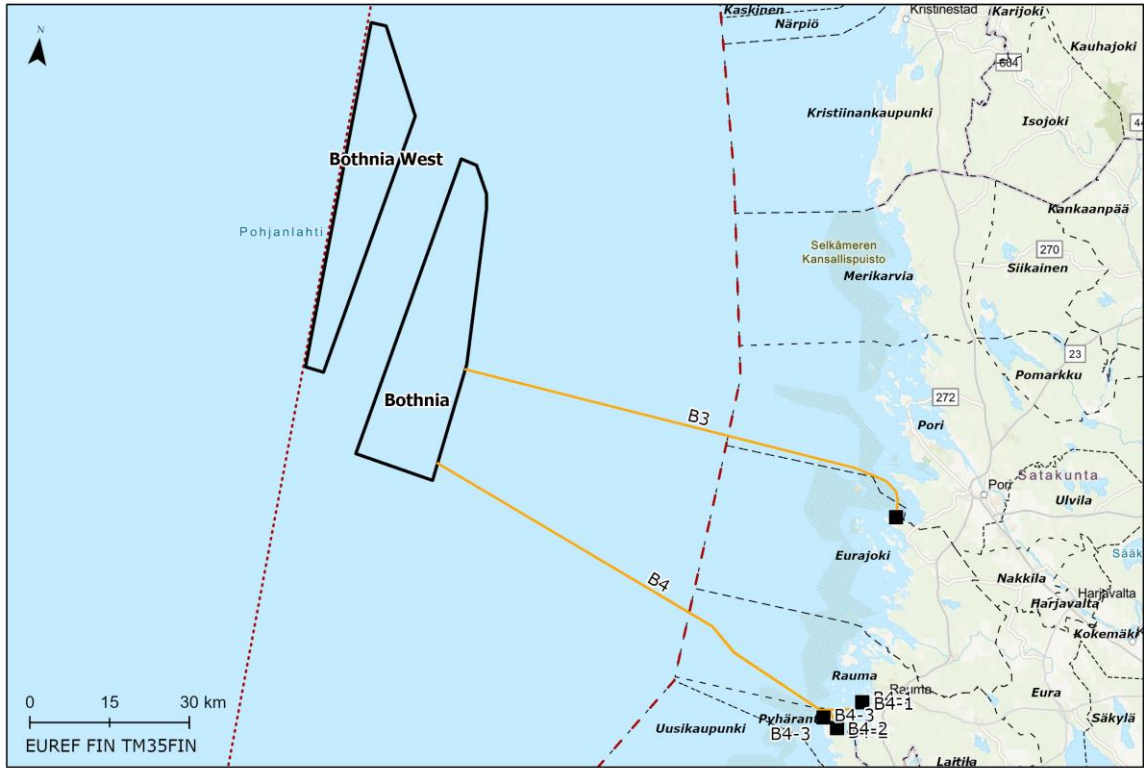 Kaskinen
Närpiö
Kristinestad
Karijoki
Kauhajoki
N
664
44
Kristiinankaupunki
Isojoki
Bothnia West
Kankaanpää
Pohjanlahti
Selkämeren
Kansallispuisto
Merikarvia
270
Siikainen
23
Pomarkku
Bothnia
272
B3
Pori
Satakunta
Pori
Ulvila
Eurajoki
B4
Nakkila
Harjavalta
Harjavalta
Kokemäki
Rauma
Rauma
B4-1
Eura
0 15 30 km
Säkylä
Uusikaupunki
B4-3
B4-3
B4-2
EUREF FIN TM35FIN
Laitila